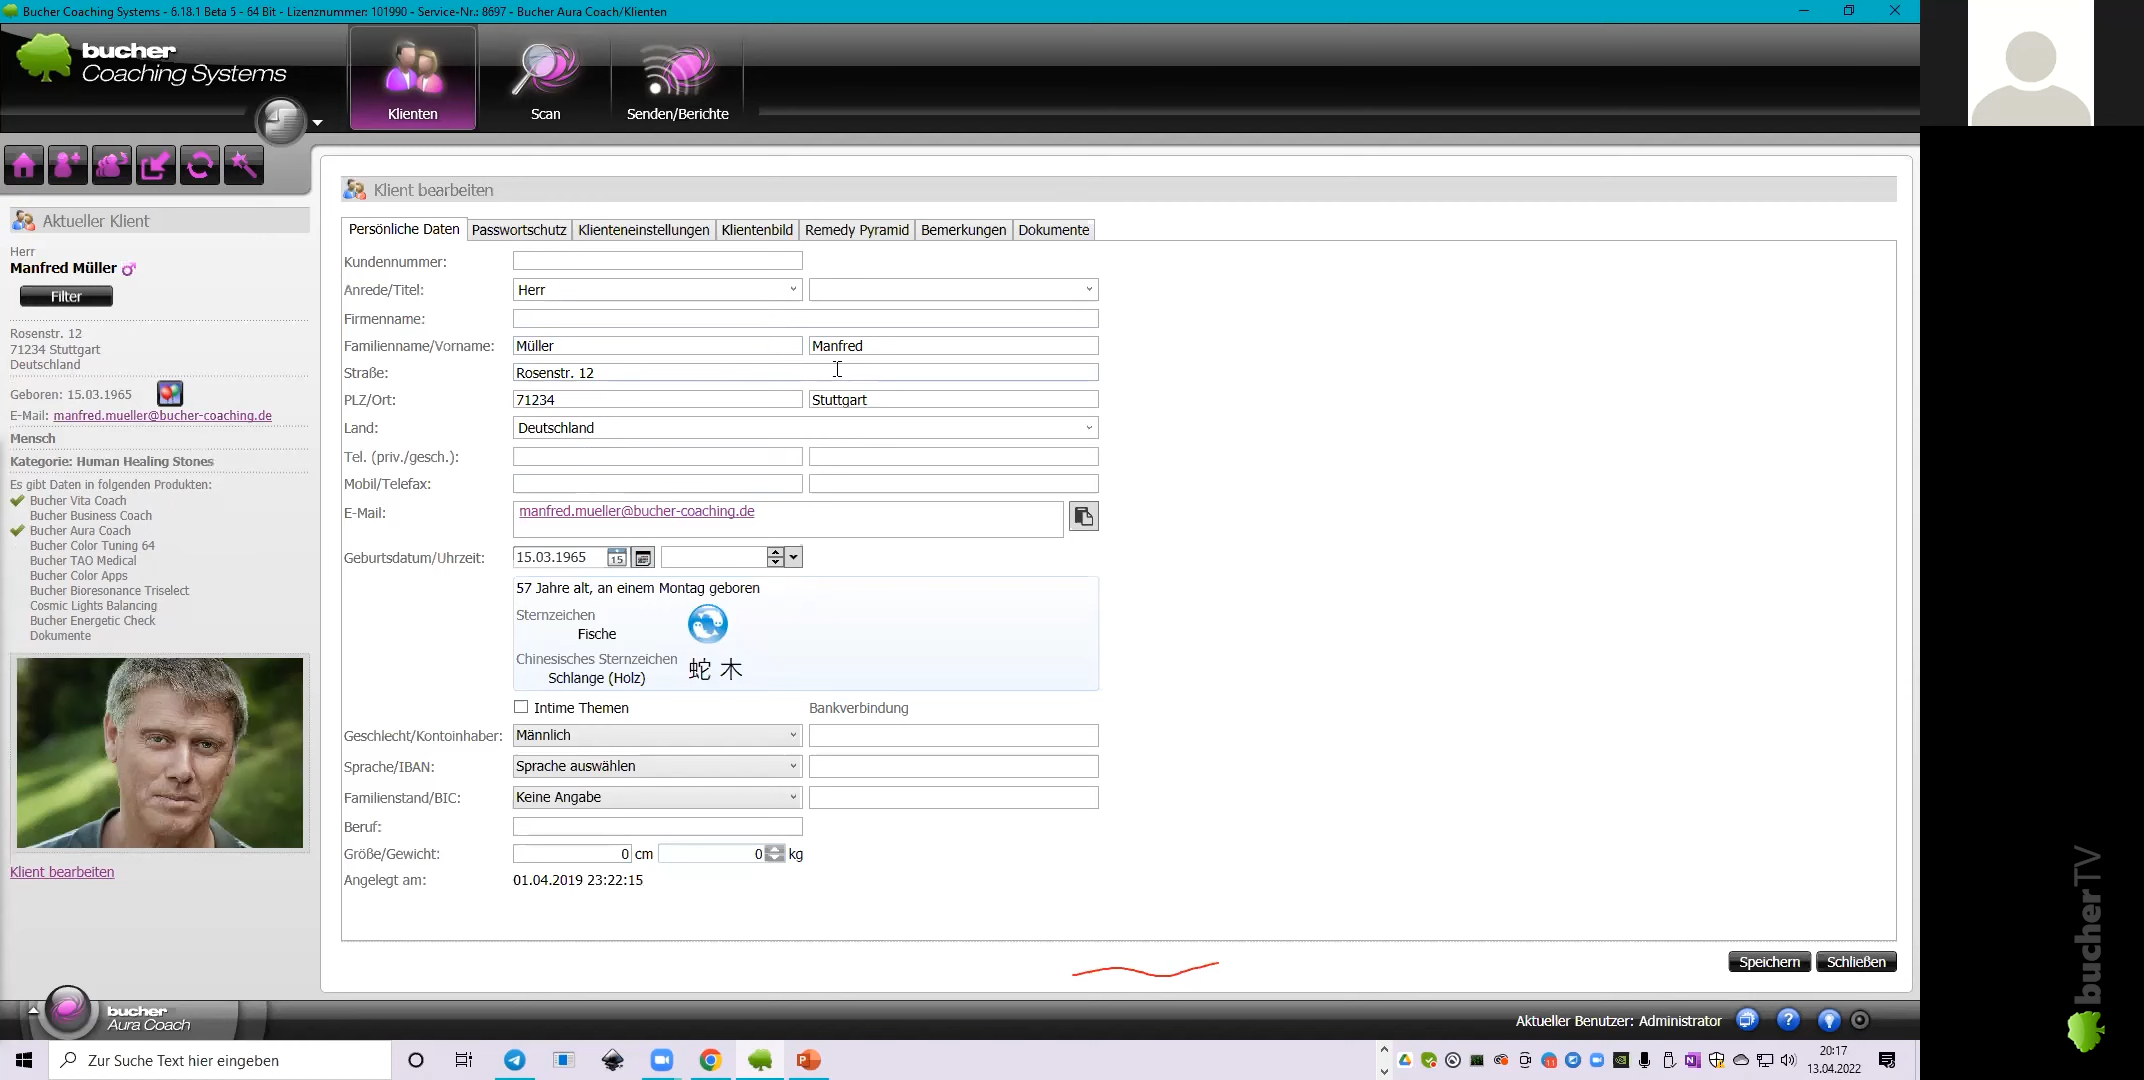 Bucher Coaching Systems - 6.18.1 Beta 5 - 64 Bit - Lizenznummer: 101990 - Service-Nr.: 8697 - Bucher Aura Coach/Klienten
bucher
Coaching Systems
Klienten
Scan
Senden/Berichte
Aktueller Klient
Herr
Manfred Müller
Filter
Rosenstr. 12
71234 Stuttgart
Deutschland
Geboren: 15.03.1965
E-Mail: manfred.mueller@bucher-coaching.de
Mensch
Kategorie: Human Healing Stones
Es gibt Daten in folgenden Produkten:
Bucher Vita Coach
Bucher Business Coach
Bucher Aura Coach
Bucher Color Tuning 64
Bucher TAO Medical
Bucher Color Apps
Bucher Bioresonance Triselect
Cosmic Lights Balancing
Bucher Energetic Check
Dokumente
Klient bearbeiten
Klient bearbeiten
Persönliche Daten Passwortschutz Klienteneinstellungen Klientenbild Remedy Pyramid Bemerkungen Dokumente
Kundennummer:
Anrede/Titel: Herr
Firmenname:
Familienname/Vorname: Müller Manfred
Straße: Rosenstr. 12
PLZ/Ort: 71234 Stuttgart
Land: Deutschland
Tel. (priv./gesch.):
Mobil/Telefax:
E-Mail: manfred.mueller@bucher-coaching.de
Geburtsdatum/Uhrzeit: 15.03.1965 15
57 Jahre alt, an einem Montag geboren
Sternzeichen
Fische
Chinesisches Sternzeichen
Schlange (Holz) 蛇 木
Intime Themen Bankverbindung
Geschlecht/Kontoinhaber: Männlich
Sprache/IBAN: Sprache auswählen
Familienstand/BIC: Keine Angabe
Beruf:
Größe/Gewicht: 0 cm 0 kg
Angelegt am: 01.04.2019 23:22:15
Speichern Schließen
bucher
Aura Coach
Aktueller Benutzer: Administrator
Zur Suche Text hier eingeben
20:17
13.04.2022
bucherTV